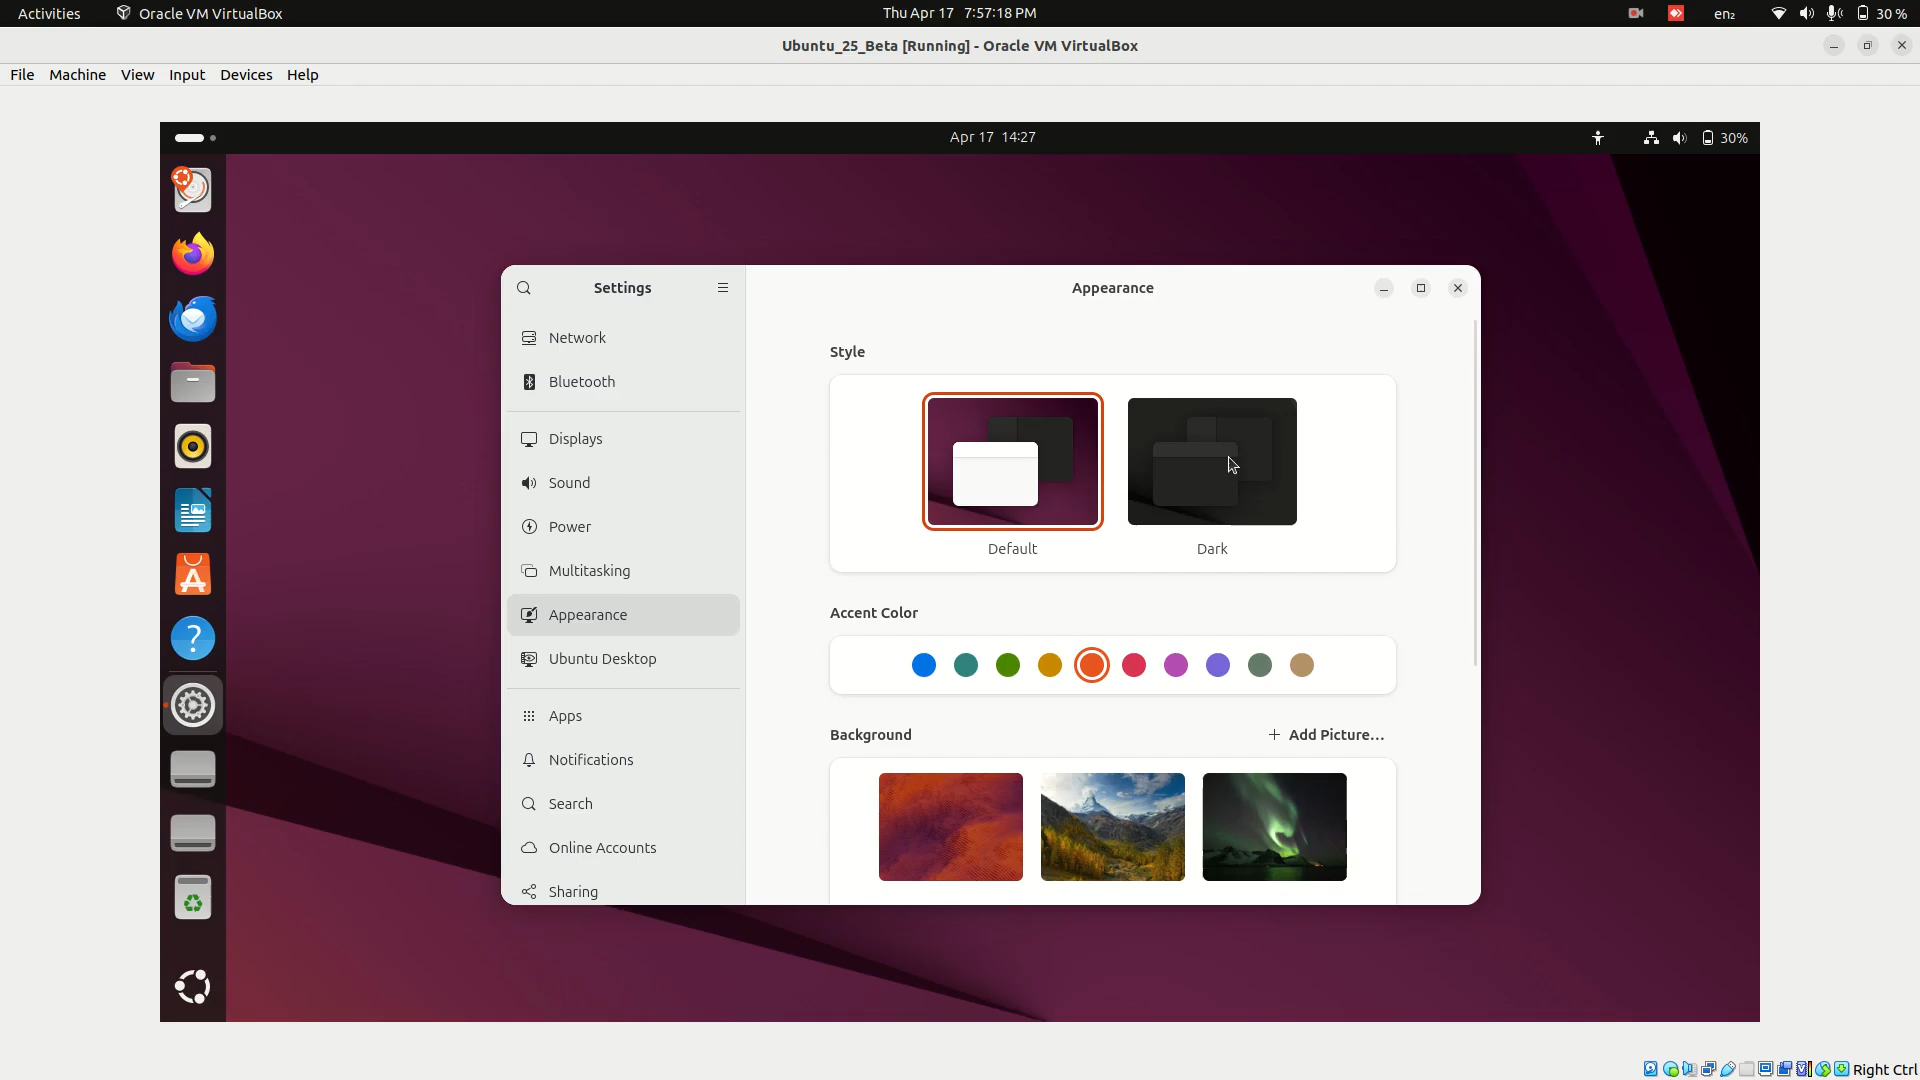 Activities Oracle VM VirtualBox Thu Apr 17 7:57:18 PM en₂ 30 %
Ubuntu_25_Beta [Running] - Oracle VM VirtualBox
File Machine View Input Devices Help
Apr 17 14:27 30%
Settings
Appearance
Network
Bluetooth
Displays
Sound
Power
Multitasking
Appearance
Ubuntu Desktop
Apps
Notifications
Search
Online Accounts
Sharing
Style
Default Dark
Accent Color
Background + Add Picture…
Right Ctrl